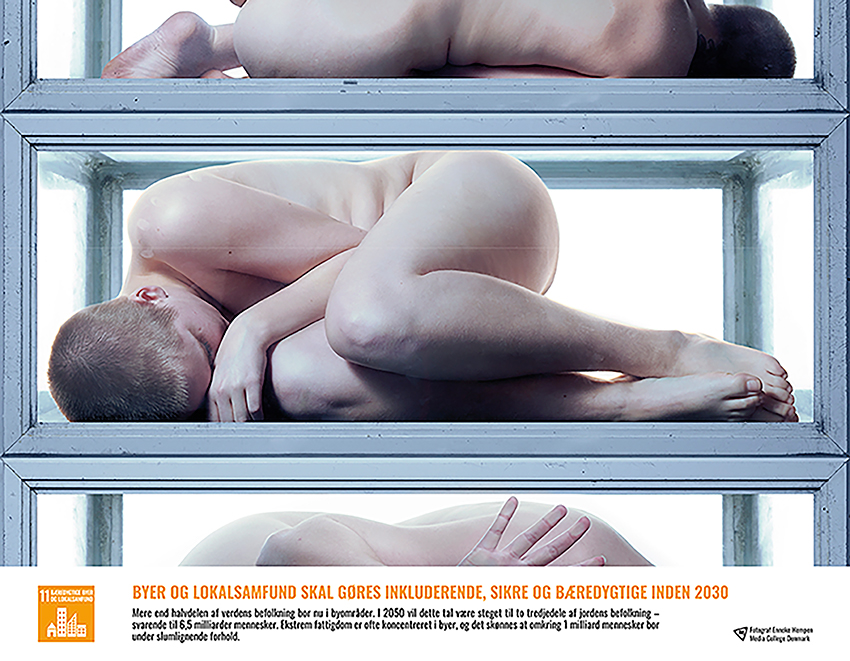 11 BÆREDYGTIGE BYER
OG LOKALSAMFUND
BYER OG LOKALSAMFUND SKAL GØRES INKLUDERENDE, SIKRE OG BÆREDYGTIGE INDEN 2030
Mere end halvdelen af verdens befolkning bor nu i byområder. I 2050 vil dette tal være steget til to tredjedele af jordens befolkning –
svarende til 6,5 milliarder mennesker. Ekstrem fattigdom er ofte koncentreret i byer, og det skønnes at omkring 1 milliard mennesker bor
under slumlignende forhold.
Fotograf Enneke Hempen
Media College Denmark